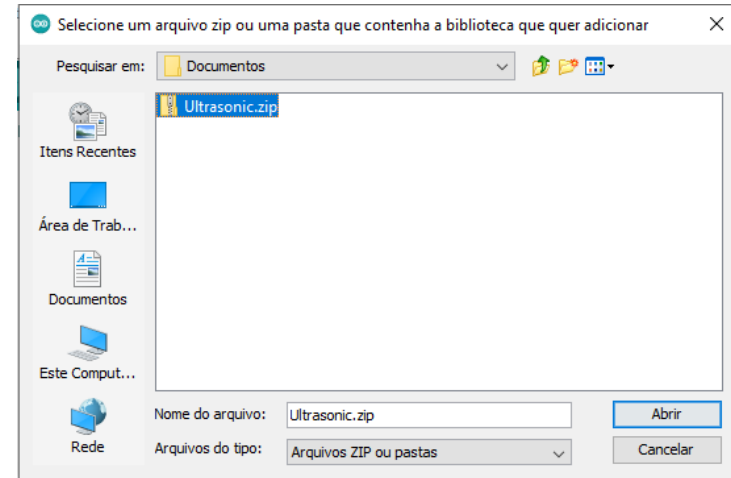 Selecione um arquivo zip ou uma pasta que contenha a biblioteca que quer adicionar
Pesquisar em: Documentos
Ultrasonic.zip
Itens Recentes
Área de Trab...
Documentos
Este Comput...
Rede
Nome do arquivo: Ultrasonic.zip Abrir
Arquivos do tipo: Arquivos ZIP ou pastas Cancelar